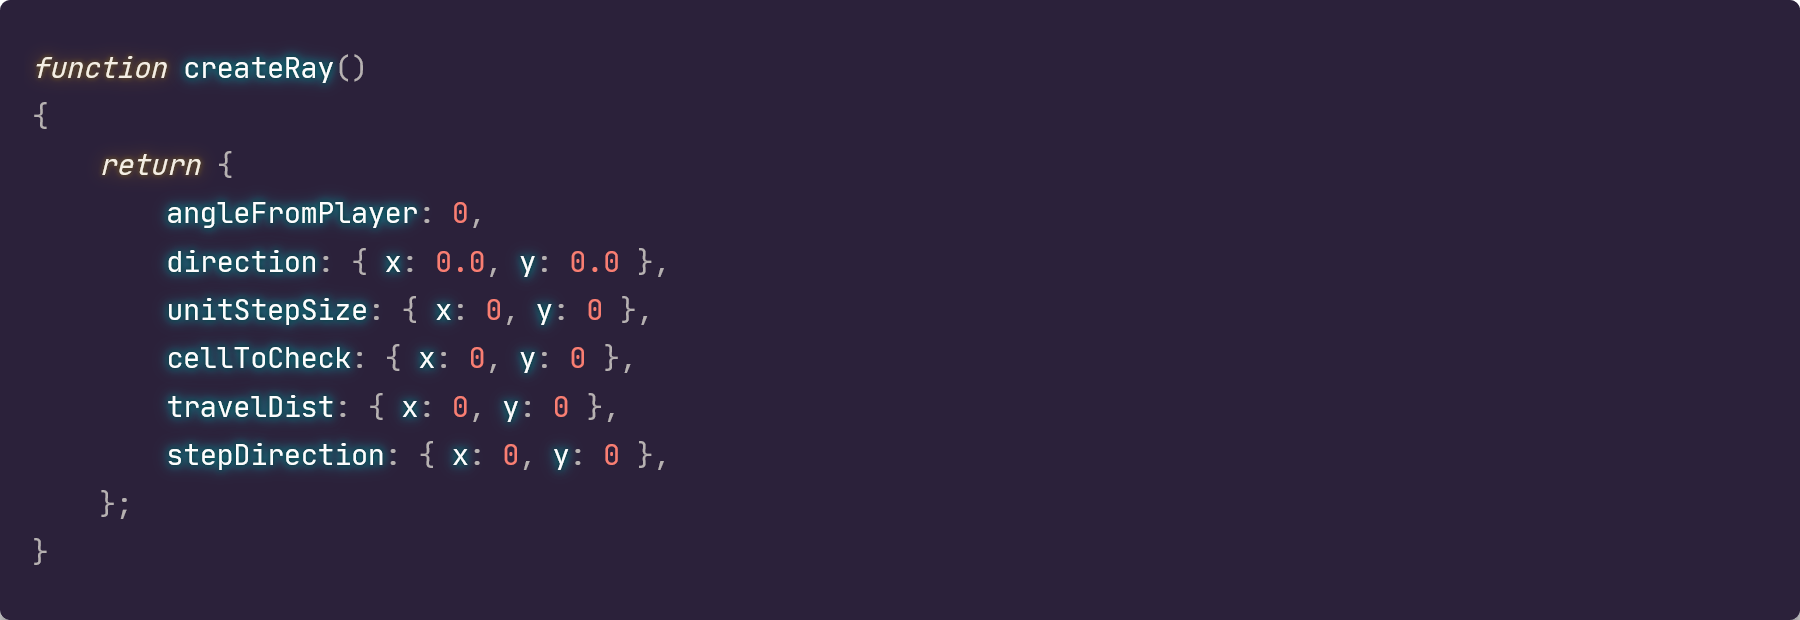 function createRay()
{
    return {
        angleFromPlayer: 0,
        direction: { x: 0.0, y: 0.0 },
        unitStepSize: { x: 0, y: 0 },
        cellToCheck: { x: 0, y: 0 },
        travelDist: { x: 0, y: 0 },
        stepDirection: { x: 0, y: 0 },
    };
}